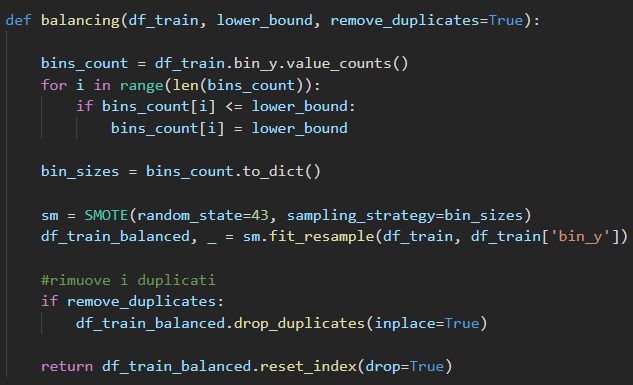 def balancing(df_train, lower_bound, remove_duplicates=True):
bins_count = df_train.bin_y.value_counts()
for i in range(len(bins_count)):
if bins_count[i] <= lower_bound:
bins_count[i] = lower_bound
bin_sizes = bins_count.to_dict()
sm = SMOTE(random_state=43, sampling_strategy=bin_sizes)
df_train_balanced, _ = sm.fit_resample(df_train, df_train['bin_y'])
#rimuove i duplicati
if remove_duplicates:
df_train_balanced.drop_duplicates(inplace=True)
return df_train_balanced.reset_index(drop=True)